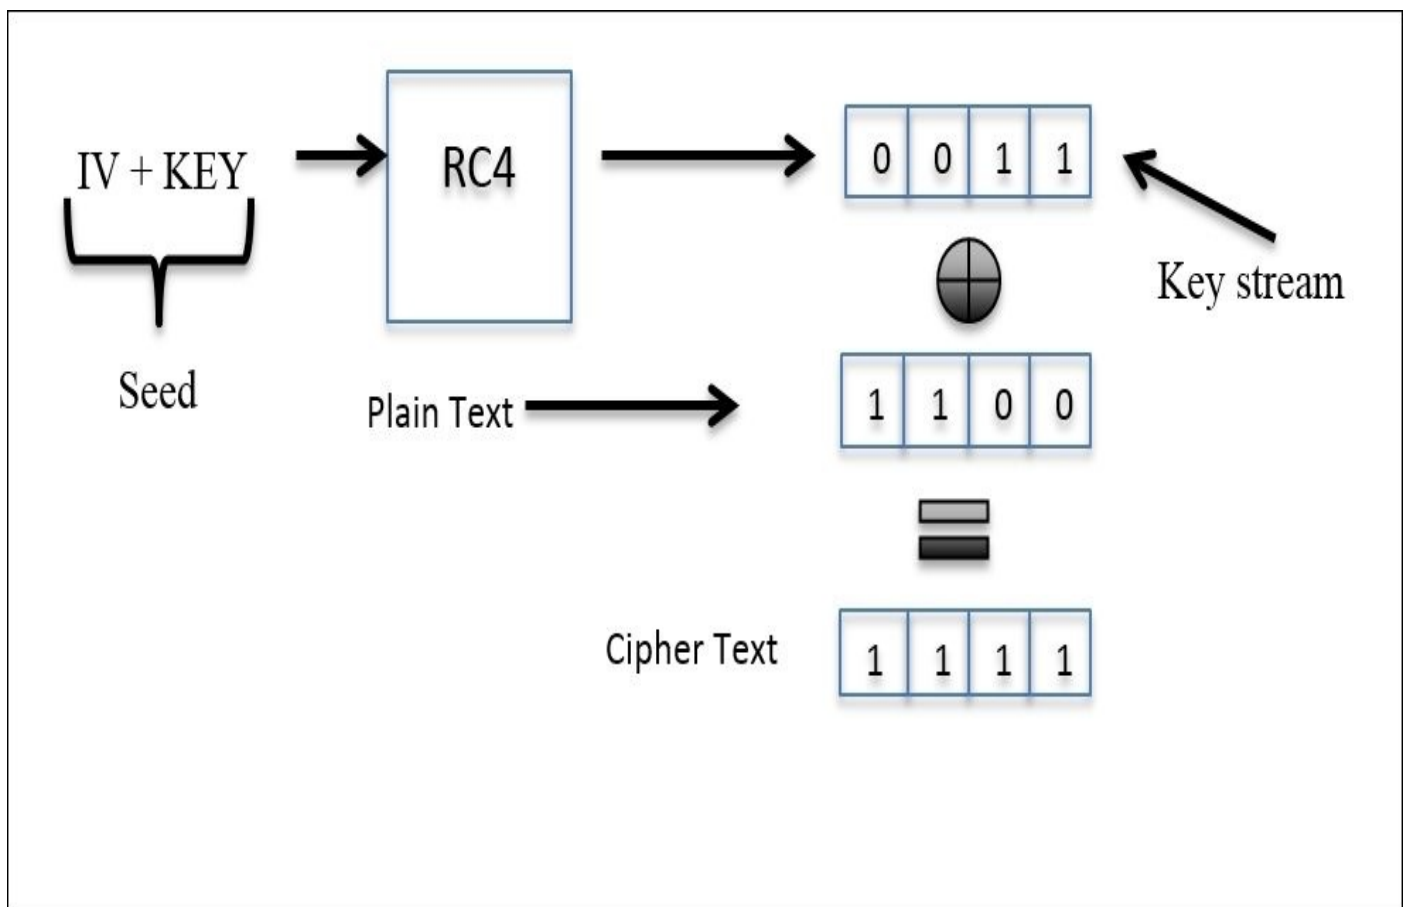 IV + KEY
RC4
0 0 1 1
Key stream
Seed
Plain Text
1 1 0 0
Cipher Text
1 1 1 1